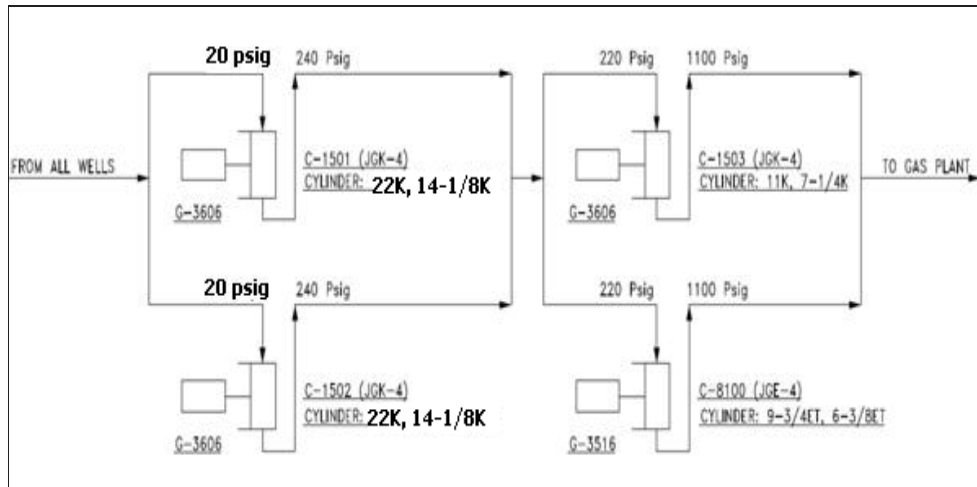 20 psig
240 Psig
220 Psig
1100 Psig
FROM ALL WELLS
C-1501 (JGK-4)
CYLINDER: 22K, 14-1/8K
G-3606
C-1503 (JGK-4)
CYLINDER: 11K, 7-1/4K
G-3606
TO GAS PLANT
20 psig
240 Psig
220 Psig
1100 Psig
C-1502 (JGK-4)
CYLINDER: 22K, 14-1/8K
G-3606
C-8100 (JGE-4)
CYLINDER: 9-3/4ET, 6-3/8ET
G-3516